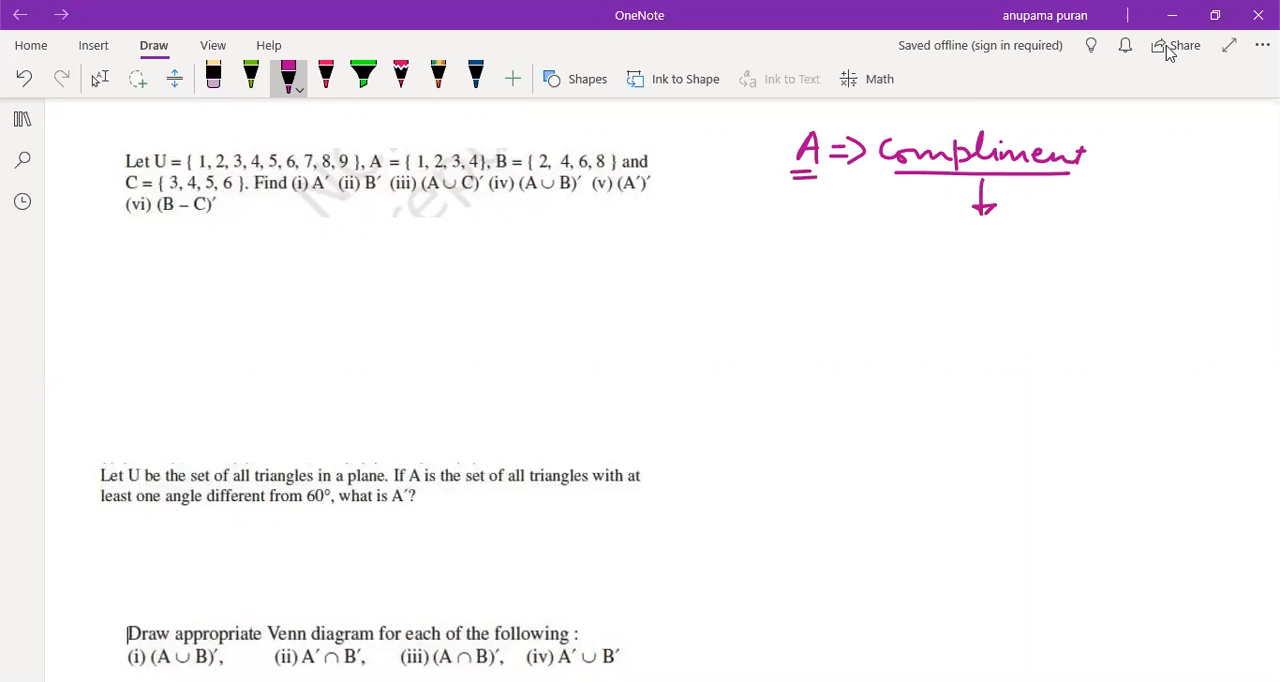 OneNote
anupama puran
Home Insert Draw View Help
Saved offline (sign in required) Share
Shapes Ink to Shape Ink to Text Math
Let U = { 1, 2, 3, 4, 5, 6, 7, 8, 9 }, A = { 1, 2, 3, 4}, B = { 2, 4, 6, 8 } and
C = { 3, 4, 5, 6 }. Find (i) A′ (ii) B′ (iii) (A ∪ C)′ (iv) (A ∪ B)′ (v) (A′)′
(vi) (B – C)′
A => compliment
Let U be the set of all triangles in a plane. If A is the set of all triangles with at
least one angle different from 60°, what is A′?
Draw appropriate Venn diagram for each of the following :
(i) (A ∪ B)′, (ii) A′ ∩ B′, (iii) (A ∩ B)′, (iv) A′ ∪ B′